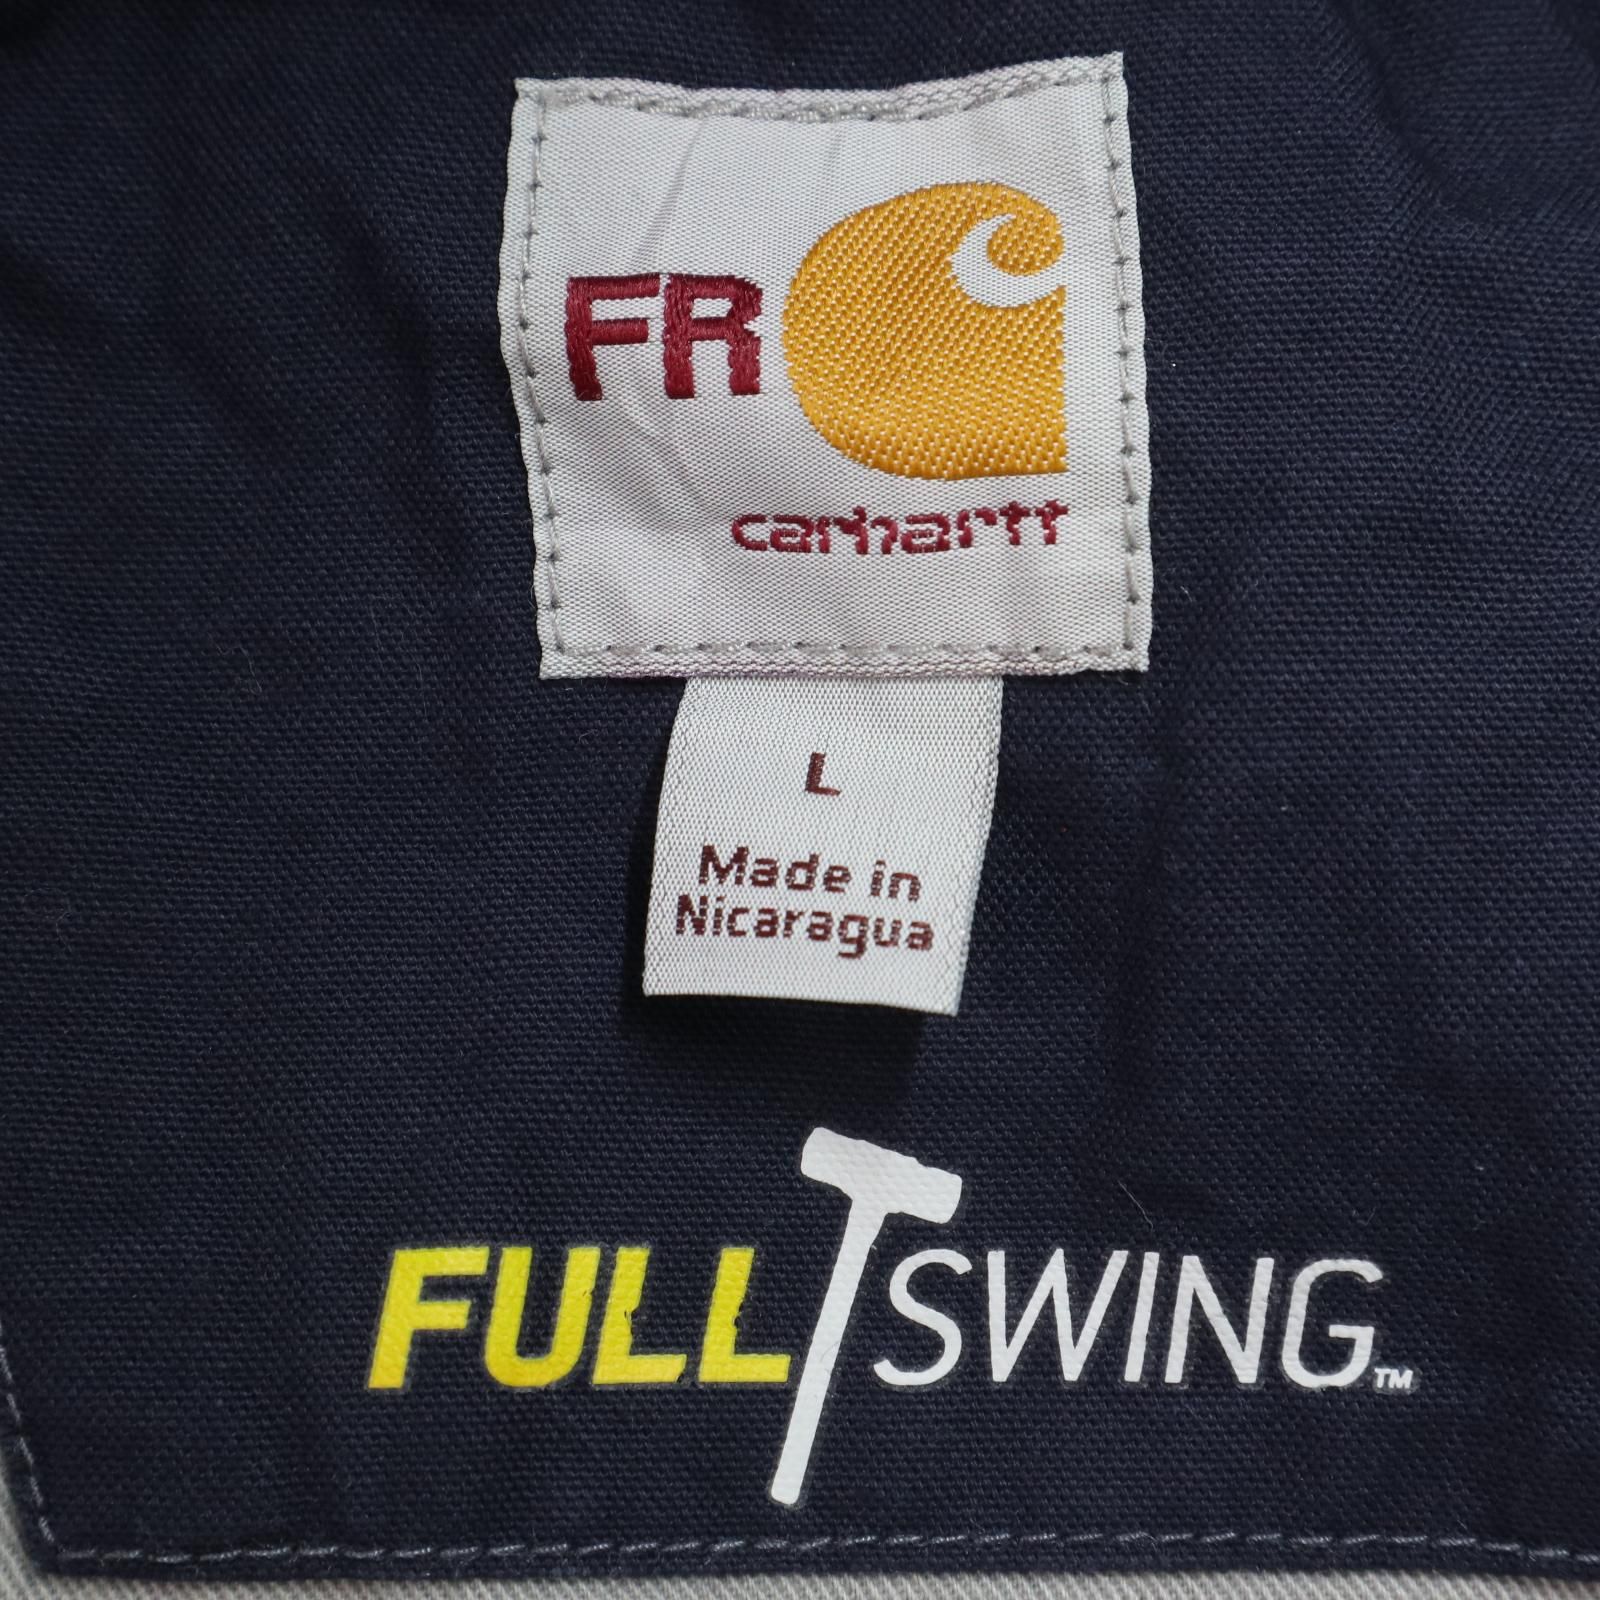 FR
carhartt
L
Made in
Nicaragua
FULL SWING™